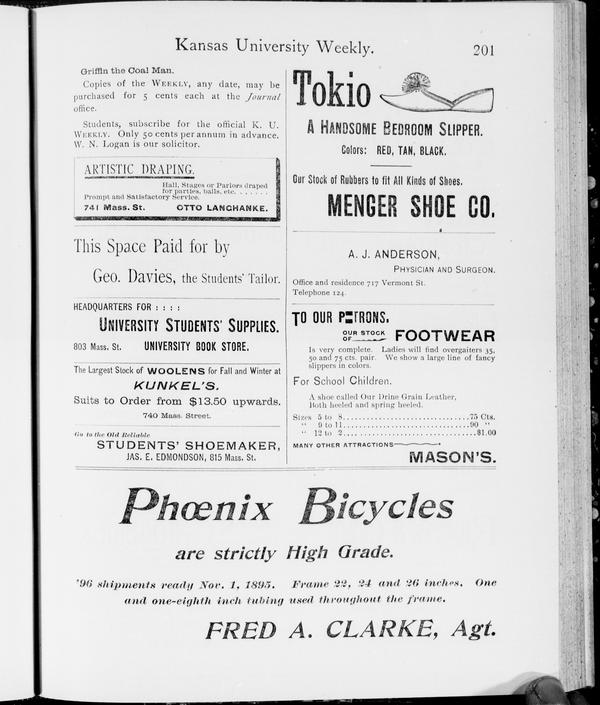 Kansas University Weekly. 201
Griffin the Coal Man.
Copies of the WEEKLY, any date, may be
purchased for 5 cents each at the Journal
office.
Students, subscribe for the official K. U.
WEEKLY. Only 50 cents per annum in advance.
W. N. Logan is our solicitor.
ARTISTIC DRAPING.
Hall, Stages or Parlors draped
for parties, balls, etc. . . . . . .
Prompt and Satisfactory Service.
741 Mass. St. OTTO LANCHANKE.
This Space Paid for by
Geo. Davies, the Students' Tailor.
HEADQUARTERS FOR : : : :
UNIVERSITY STUDENTS' SUPPLIES.
803 Mass. St. UNIVERSITY BOOK STORE.
The Largest Stock of WOOLENS for Fall and Winter at
KUNKEL'S.
Suits to Order from $13.50 upwards.
740 Mass. Street.
Go to the Old Reliable
STUDENTS' SHOEMAKER,
JAS. E. EDMONDSON, 815 Mass. St.
Tokio
A HANDSOME BEDROOM SLIPPER.
Colors: RED, TAN, BLACK.
Our Stock of Rubbers to fit All Kinds of Shoes.
MENGER SHOE CO.
A. J. ANDERSON,
PHYSICIAN AND SURGEON.
Office and residence 717 Vermont St.
Telephone 124.
TO OUR PATRONS.
OUR STOCK
OF
FOOTWEAR
Is very complete. Ladies will find overgaiters 35,
50 and 75 cts. pair. We show a large line of fancy
slippers in colors.
For School Children.
A shoe called Our Drine Grain Leather,
Both heeled and spring heeled.
Sizes 5 to 8........................75 Cts.
" 9 to 11........................90 "
" 12 to 2........................$1.00
MANY OTHER ATTRACTIONS
MASON'S.
Phœnix Bicycles
are strictly High Grade.
'96 shipments ready Nov. 1, 1895. Frame 22, 24 and 26 inches. One
and one-eighth inch tubing used throughout the frame.
FRED A. CLARKE, Agt.